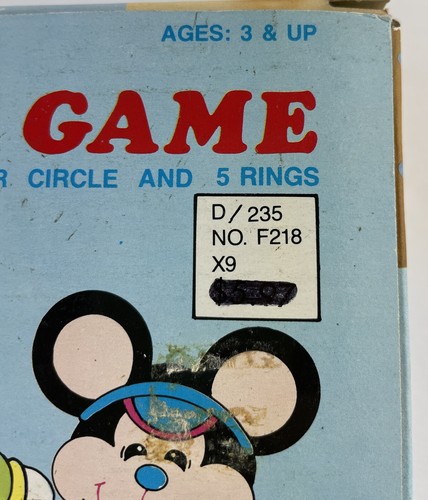 AGES: 3 & UP
GAME
R CIRCLE AND 5 RINGS
D/235
NO. F218
X9